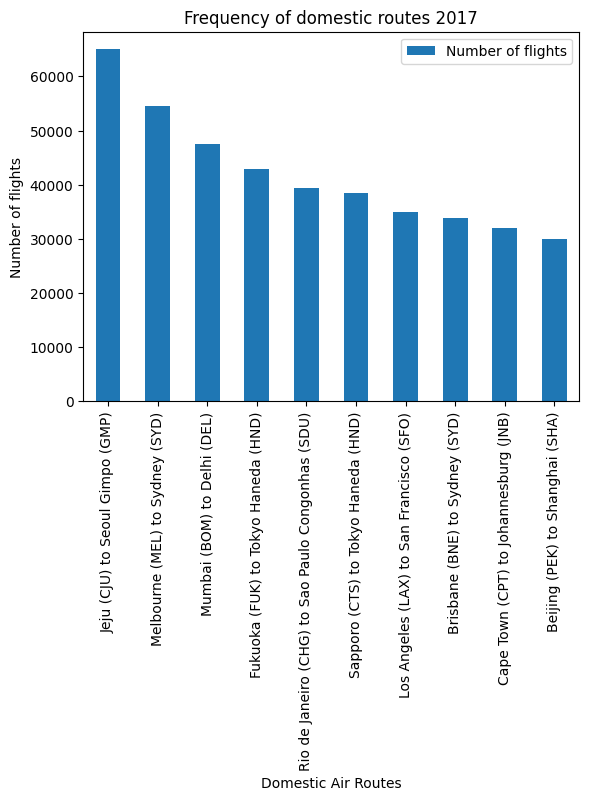 Frequency of domestic routes 2017
Number of flights
Number of flights
60000
50000
40000
30000
20000
10000
0
Jeju (CJU) to Seoul Gimpo (GMP)
Melbourne (MEL) to Sydney (SYD)
Mumbai (BOM) to Delhi (DEL)
Fukuoka (FUK) to Tokyo Haneda (HND)
Rio de Janeiro (CHG) to Sao Paulo Congonhas (SDU)
Sapporo (CTS) to Tokyo Haneda (HND)
Los Angeles (LAX) to San Francisco (SFO)
Brisbane (BNE) to Sydney (SYD)
Cape Town (CPT) to Johannesburg (JNB)
Beijing (PEK) to Shanghai (SHA)
Domestic Air Routes